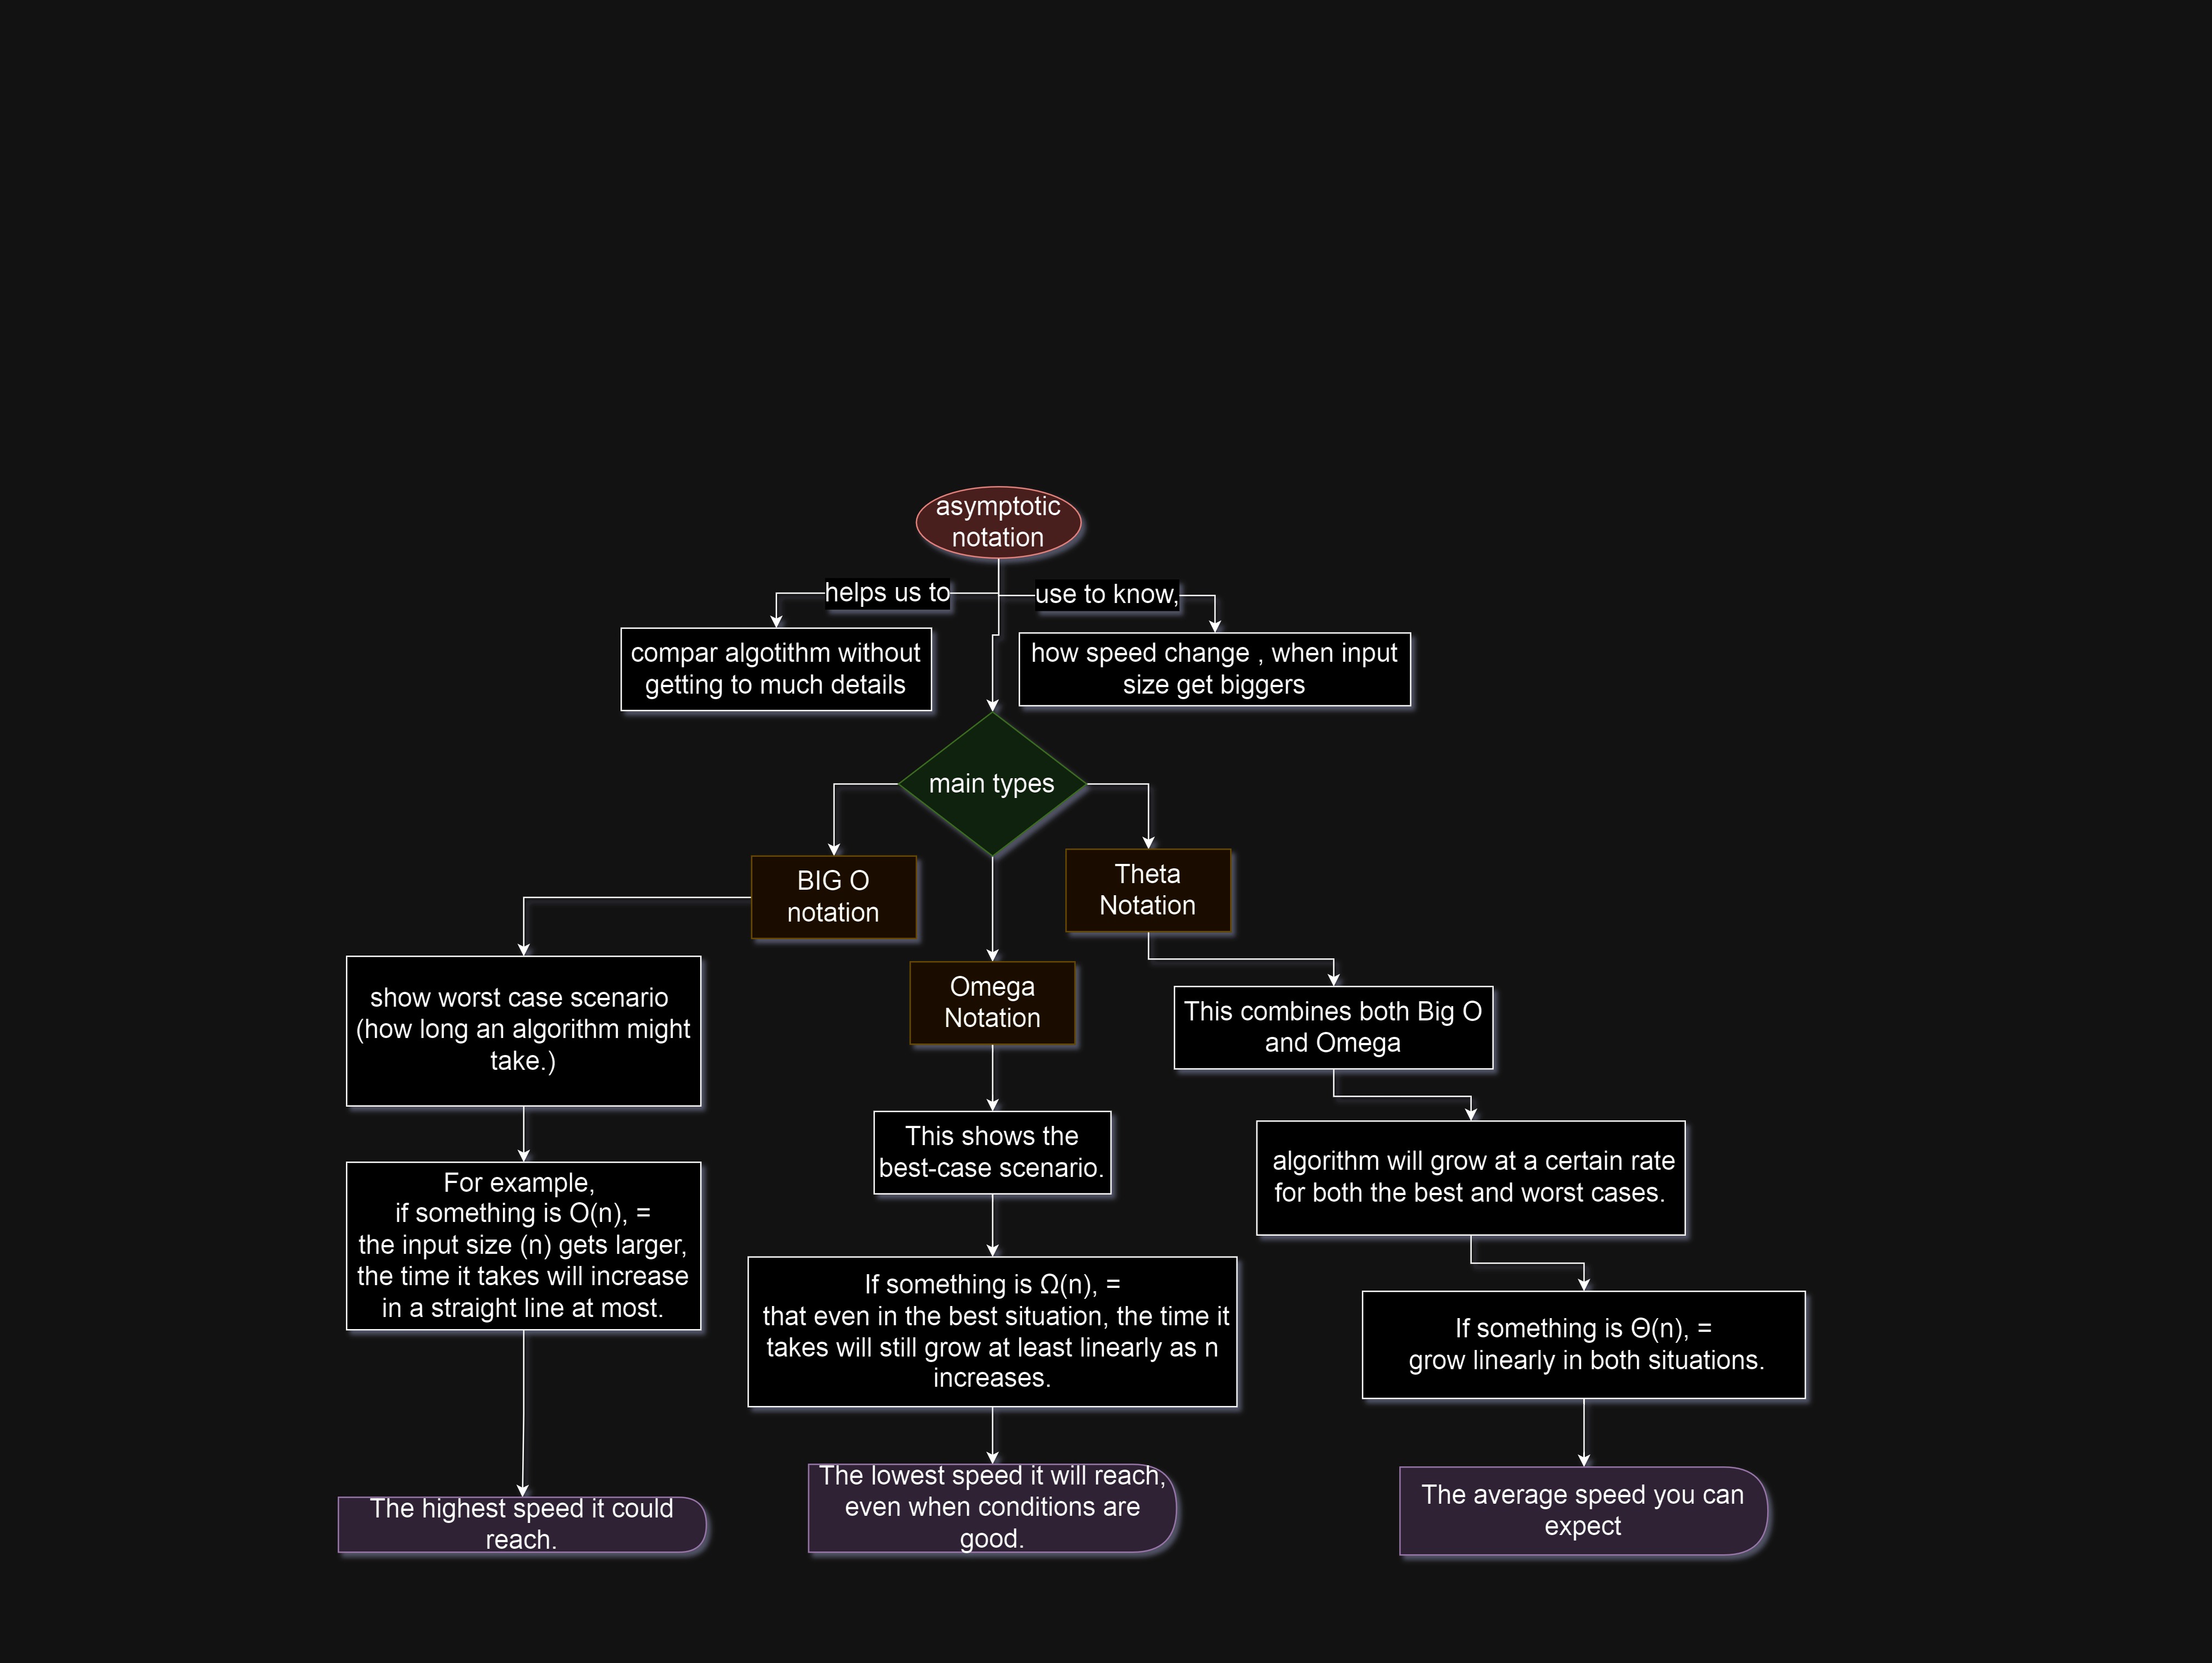 asymptotic
notation
helps us to
use to know,
compar algotithm without
getting to much details
how speed change , when input
size get biggers
main types
BIG O
notation
Theta
Notation
Omega
Notation
show worst case scenario
(how long an algorithm might
take.)
This combines both Big O
and Omega
This shows the
best-case scenario.
algorithm will grow at a certain rate
for both the best and worst cases.
For example,
if something is O(n), =
the input size (n) gets larger,
the time it takes will increase
in a straight line at most.
If something is Ω(n), =
that even in the best situation, the time it
takes will still grow at least linearly as n
increases.
If something is Θ(n), =
grow linearly in both situations.
The highest speed it could
reach.
The lowest speed it will reach,
even when conditions are
good.
The average speed you can
expect